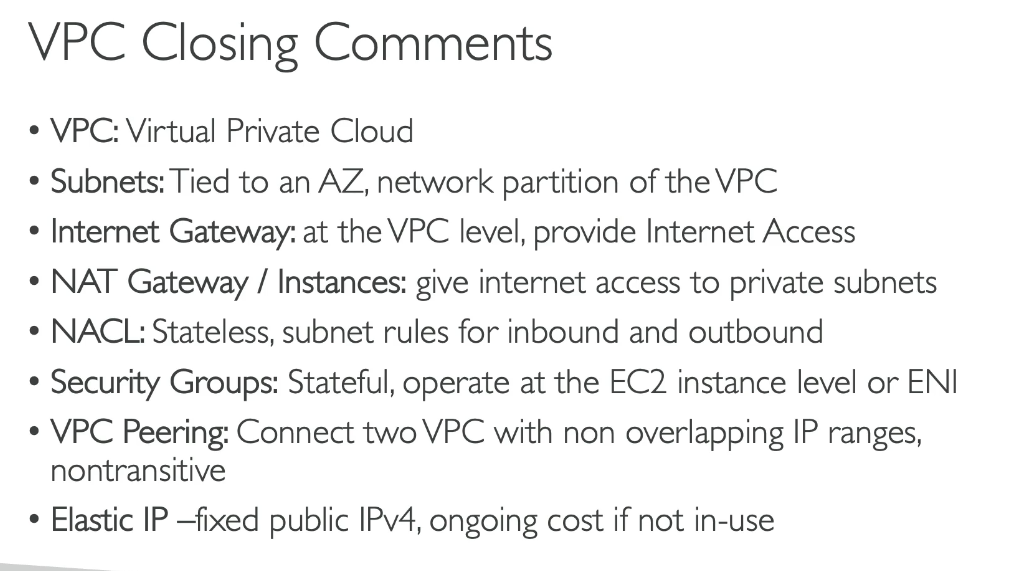 VPC Closing Comments
• VPC: Virtual Private Cloud
• Subnets: Tied to an AZ, network partition of the VPC
• Internet Gateway: at the VPC level, provide Internet Access
• NAT Gateway / Instances: give internet access to private subnets
• NACL: Stateless, subnet rules for inbound and outbound
• Security Groups: Stateful, operate at the EC2 instance level or ENI
• VPC Peering: Connect two VPC with non overlapping IP ranges,
nontransitive
• Elastic IP –fixed public IPv4, ongoing cost if not in-use